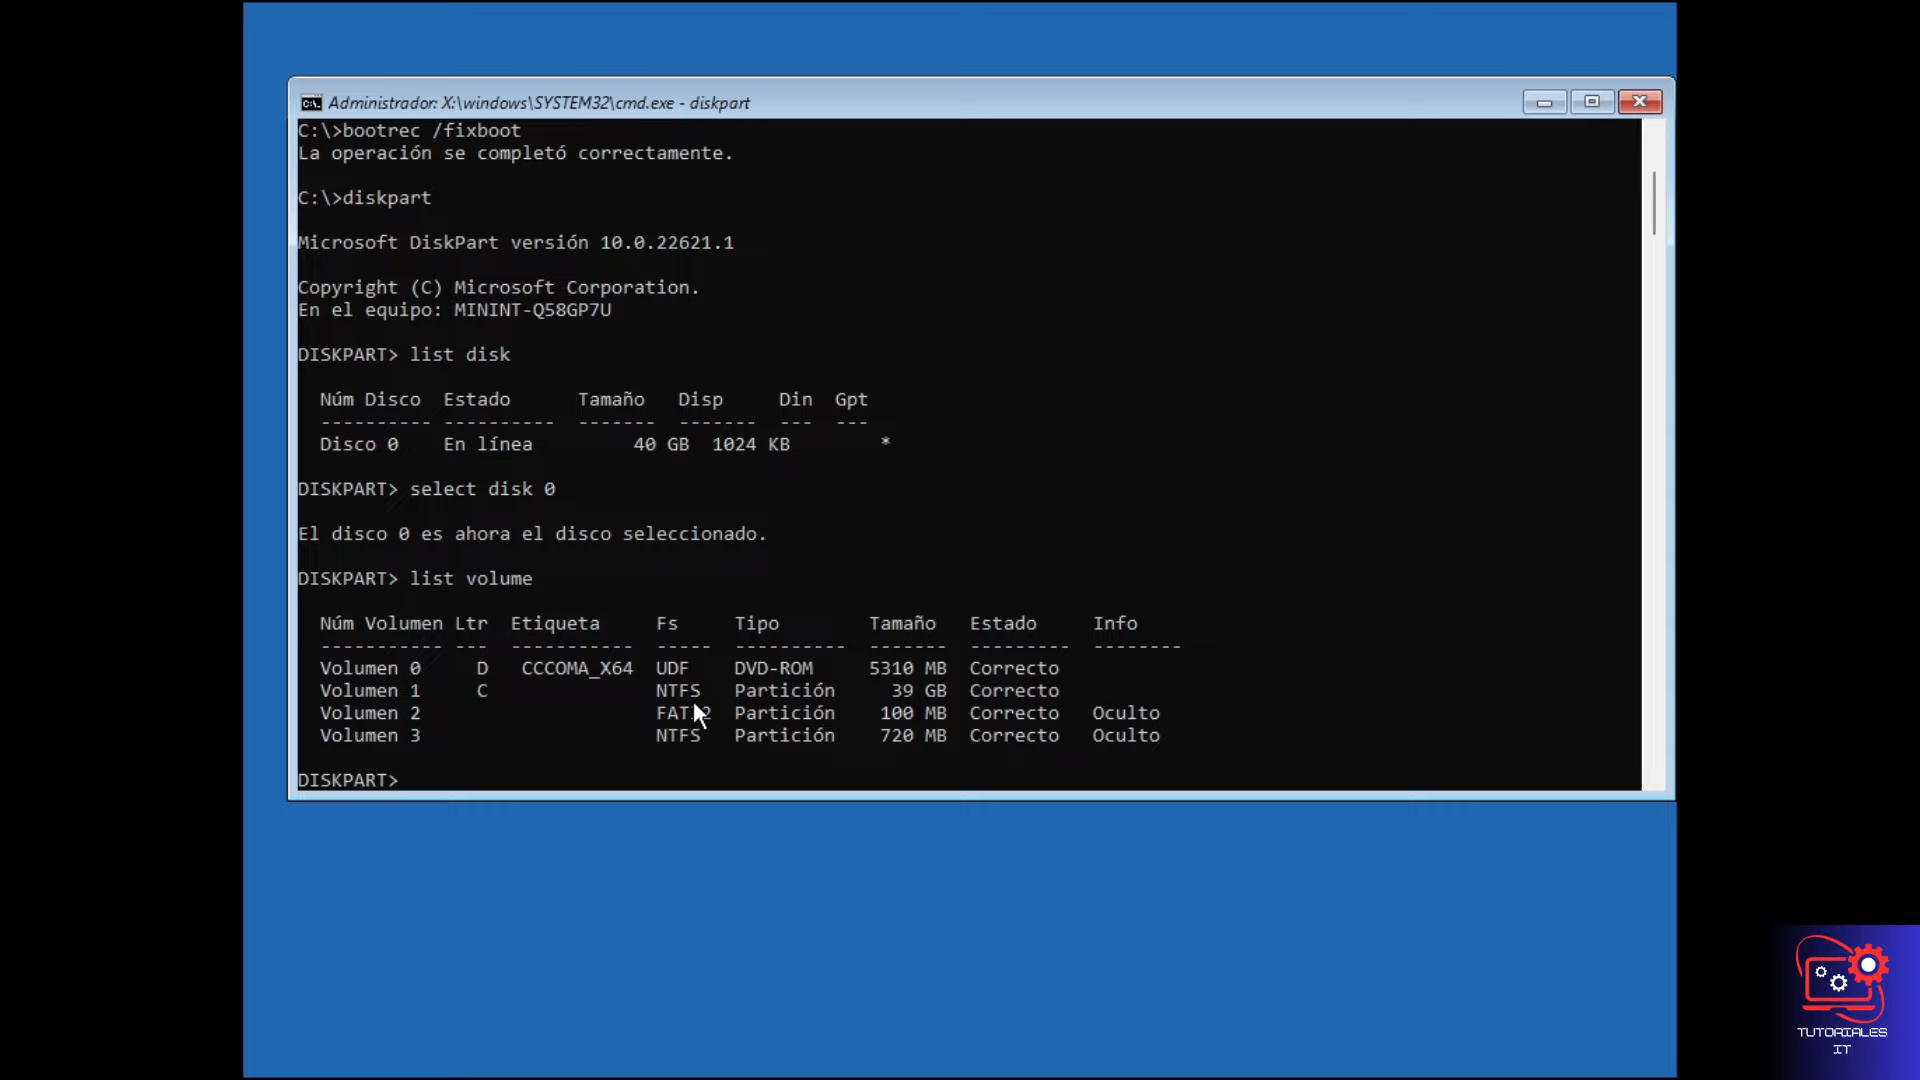 Administrador: X:\windows\SYSTEM32\cmd.exe - diskpart
C:\>bootrec /fixboot
La operación se completó correctamente.
C:\>diskpart
Microsoft DiskPart versión 10.0.22621.1
Copyright (C) Microsoft Corporation.
En el equipo: MININT-Q58GP7U
DISKPART> list disk
Núm Disco Estado Tamaño Disp Din Gpt
---------- ---------- ------- ------- --- ---
Disco 0 En línea 40 GB 1024 KB *
DISKPART> select disk 0
El disco 0 es ahora el disco seleccionado.
DISKPART> list volume
Núm Volumen Ltr Etiqueta Fs Tipo Tamaño Estado Info
----------- --- ----------- ----- ---------- ------- --------- --------
Volumen 0 D CCCOMA_X64 UDF DVD-ROM 5310 MB Correcto
Volumen 1 C NTFS Partición 39 GB Correcto
Volumen 2 FAT32 Partición 100 MB Correcto Oculto
Volumen 3 NTFS Partición 720 MB Correcto Oculto
DISKPART>
TUTORIALES
IT